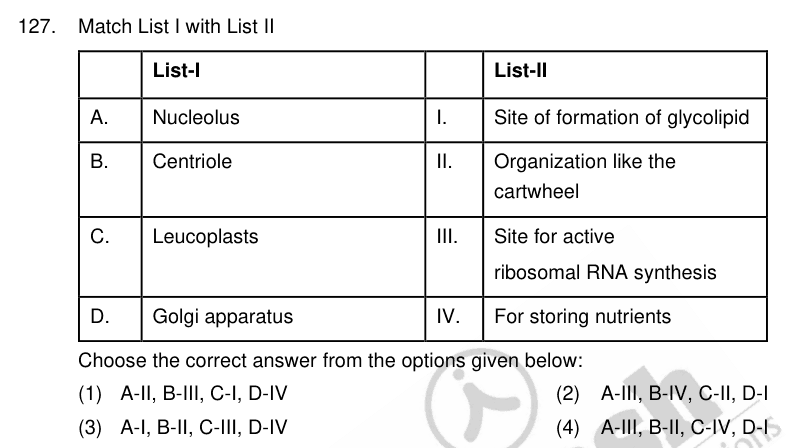 127. Match List I with List II
List-I List-II
A. Nucleolus I. Site of formation of glycolipid
B. Centriole II. Organization like the
cartwheel
C. Leucoplasts III. Site for active
ribosomal RNA synthesis
D. Golgi apparatus IV. For storing nutrients
Choose the correct answer from the options given below:
(1) A-II, B-III, C-I, D-IV (2) A-III, B-IV, C-II, D-I
(3) A-I, B-II, C-III, D-IV (4) A-III, B-II, C-IV, D-I